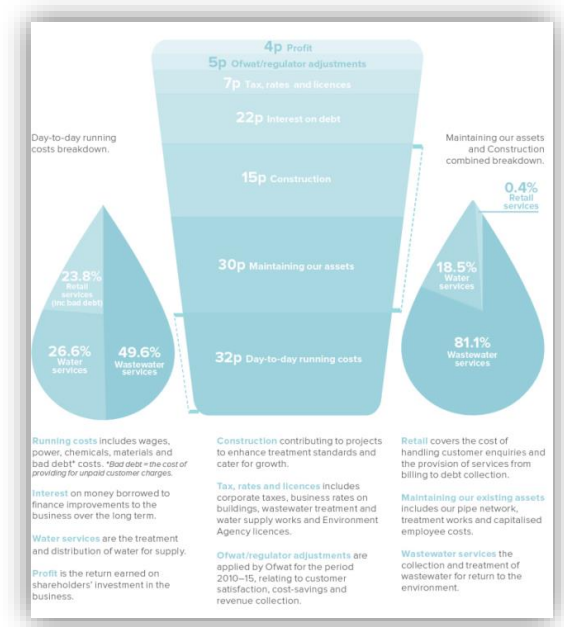 4p Profit
5p Ofwat/regulator adjustments
7p Tax, rates and licences
22p Interest on debt
15p Construction
30p Maintaining our assets
32p Day-to-day running costs
Day-to-day running
costs breakdown.
23.8%
Retail
services
(inc bad debt)
26.6%
Water
services
49.6%
Wastewater
services
Maintaining our assets
and Construction
combined breakdown.
0.4%
Retail
services
18.5%
Water
services
81.1%
Wastewater
services
Running costs includes wages,
power, chemicals, materials and
bad debt* costs. *Bad debt = the cost of
providing for unpaid customer charges.
Interest on money borrowed to
finance improvements to the
business over the long term.
Water services are the treatment
and distribution of water for supply.
Profit is the return earned on
shareholders' investment in the
business.
Construction contributing to projects
to enhance treatment standards and
cater for growth.
Tax, rates and licences includes
corporate taxes, business rates on
buildings, wastewater treatment and
water supply works and Environment
Agency licences.
Ofwat/regulator adjustments are
applied by Ofwat for the period
2010–15, relating to customer
satisfaction, cost-savings and
revenue collection.
Retail covers the cost of
handling customer enquiries and
the provision of services from
billing to debt collection.
Maintaining our existing assets
includes our pipe network,
treatment works and capitalised
employee costs.
Wastewater services the
collection and treatment of
wastewater for return to the
environment.